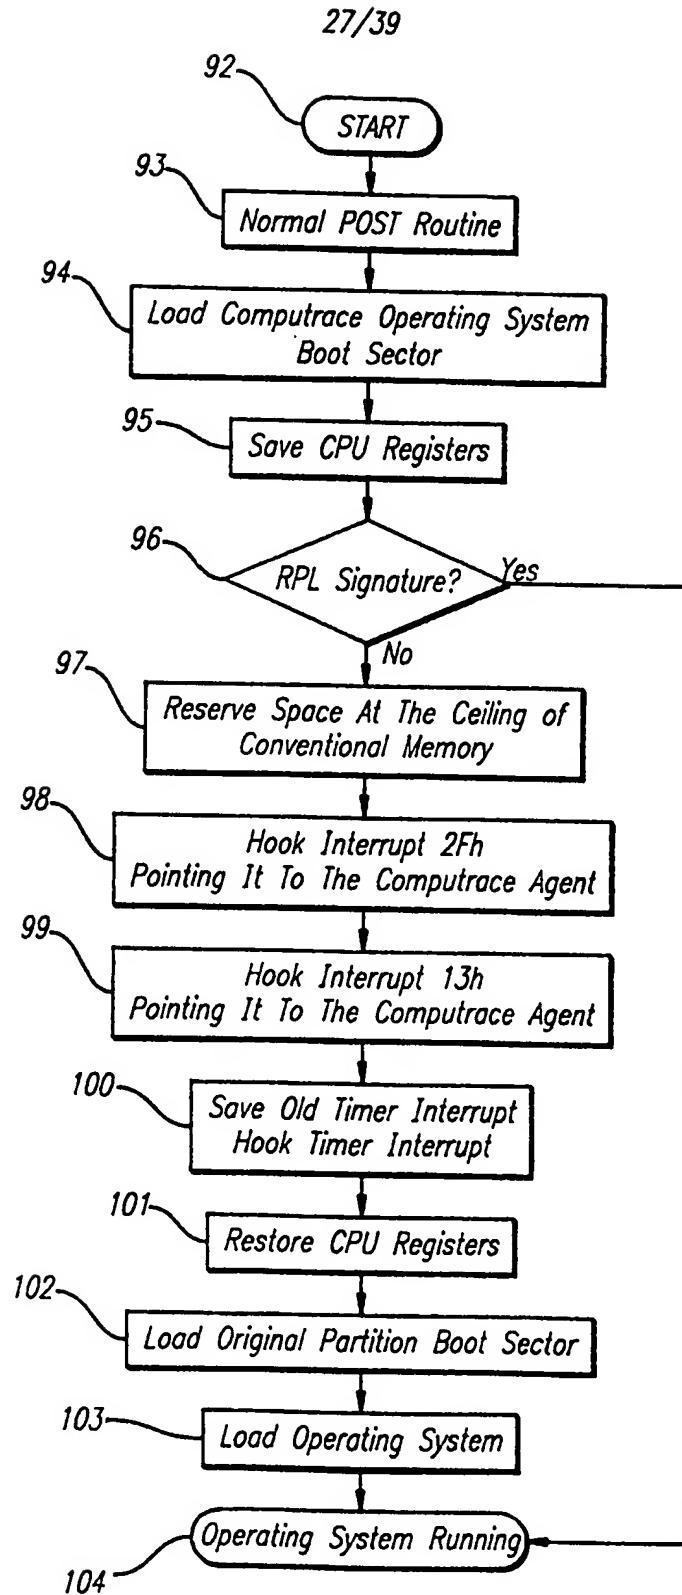 27/39
92
START
93
Normal POST Routine
94
Load Computrace Operating System
Boot Sector
95
Save CPU Registers
96
RPL Signature?
Yes
No
97
Reserve Space At The Ceiling of
Conventional Memory
98
Hook Interrupt 2Fh
Pointing It To The Computrace Agent
99
Hook Interrupt 13h
Pointing It To The Computrace Agent
100
Save Old Timer Interrupt
Hook Timer Interrupt
101
Restore CPU Registers
102
Load Original Partition Boot Sector
103
Load Operating System
Operating System Running
104